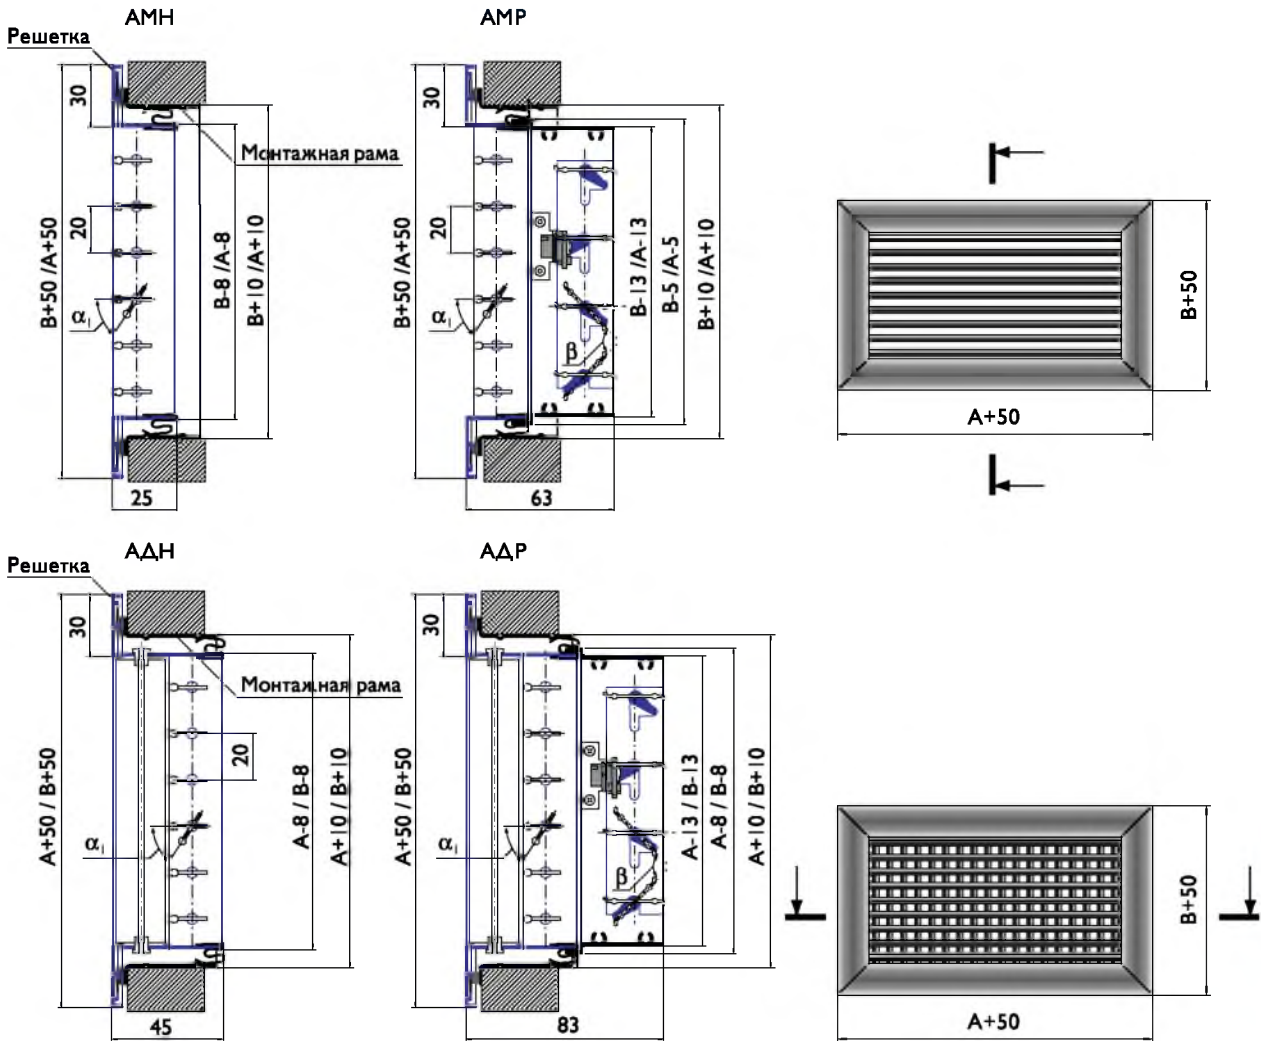 АМН
АМР
Решетка
30
Монтажная рама
20
α₁
B+50 /A+50
B-8 /A-8
B+10 /A+10
25
30
20
α₁
β
B+50 /A+50
B-13 /A-13
B-5 /A-5
B+10 /A+10
63
B+50
A+50
АДН
АДР
Решетка
30
Монтажная рама
20
α₁
A+50 / B+50
A-8 / B-8
A+10 / B+10
45
30
α₁
β
A+50 / B+50
A-13 / B-13
A-8 / B-8
A+10 / B+10
83
B+50
A+50